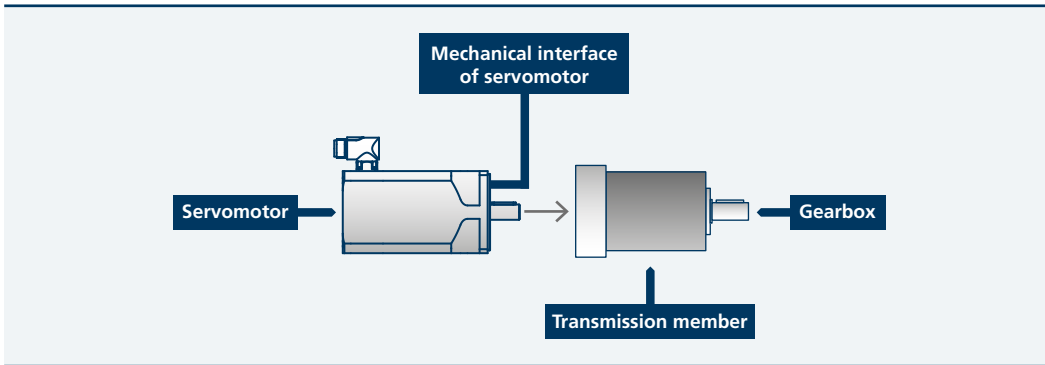 Mechanical interface
of servomotor
Servomotor
Gearbox
Transmission member